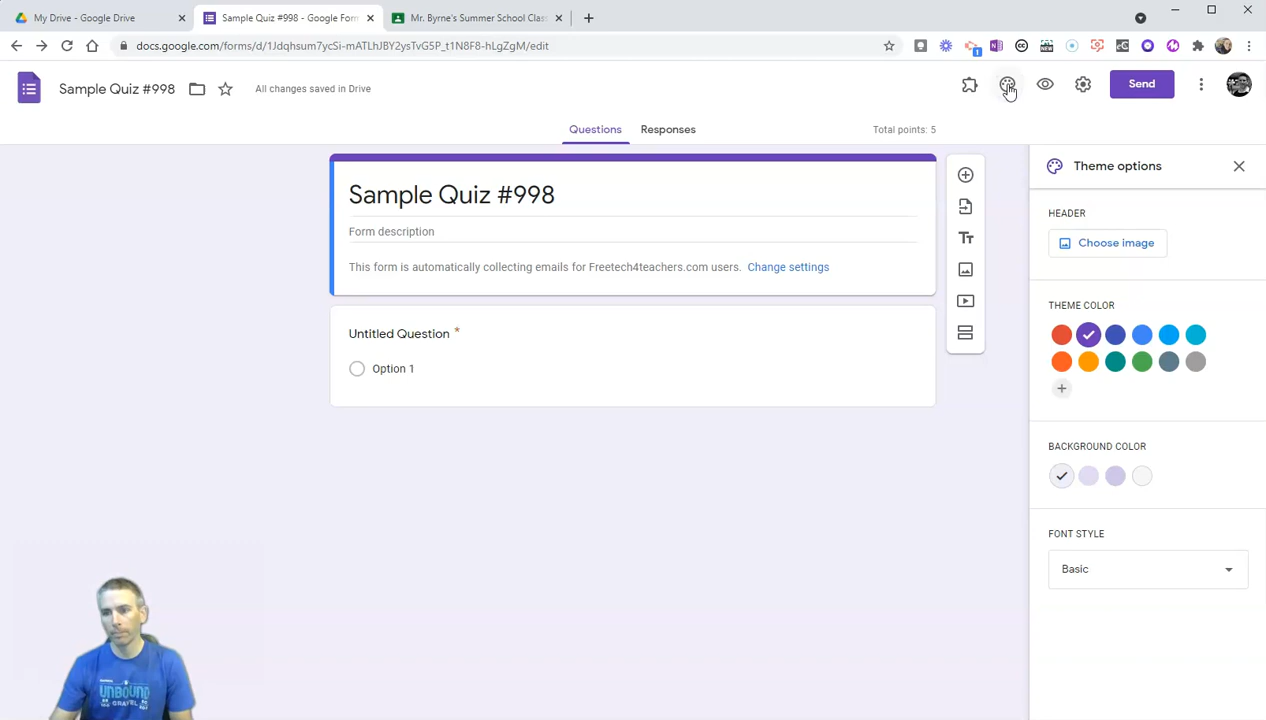 My Drive - Google Drive
Sample Quiz #998 - Google Form
Mr. Byrne's Summer School Class
docs.google.com/forms/d/1Jdqhsum7ycSi-mATLhJBY2ysTvG5P_t1N8F8-hLgZgM/edit
Sample Quiz #998
All changes saved in Drive
Send
Questions
Responses
Total points: 5
Theme options
Sample Quiz #998
Form description
This form is automatically collecting emails for Freetech4teachers.com users. Change settings
Untitled Question *
Option 1
HEADER
Choose image
THEME COLOR
BACKGROUND COLOR
FONT STYLE
Basic
UNBOUND
GRAVEL